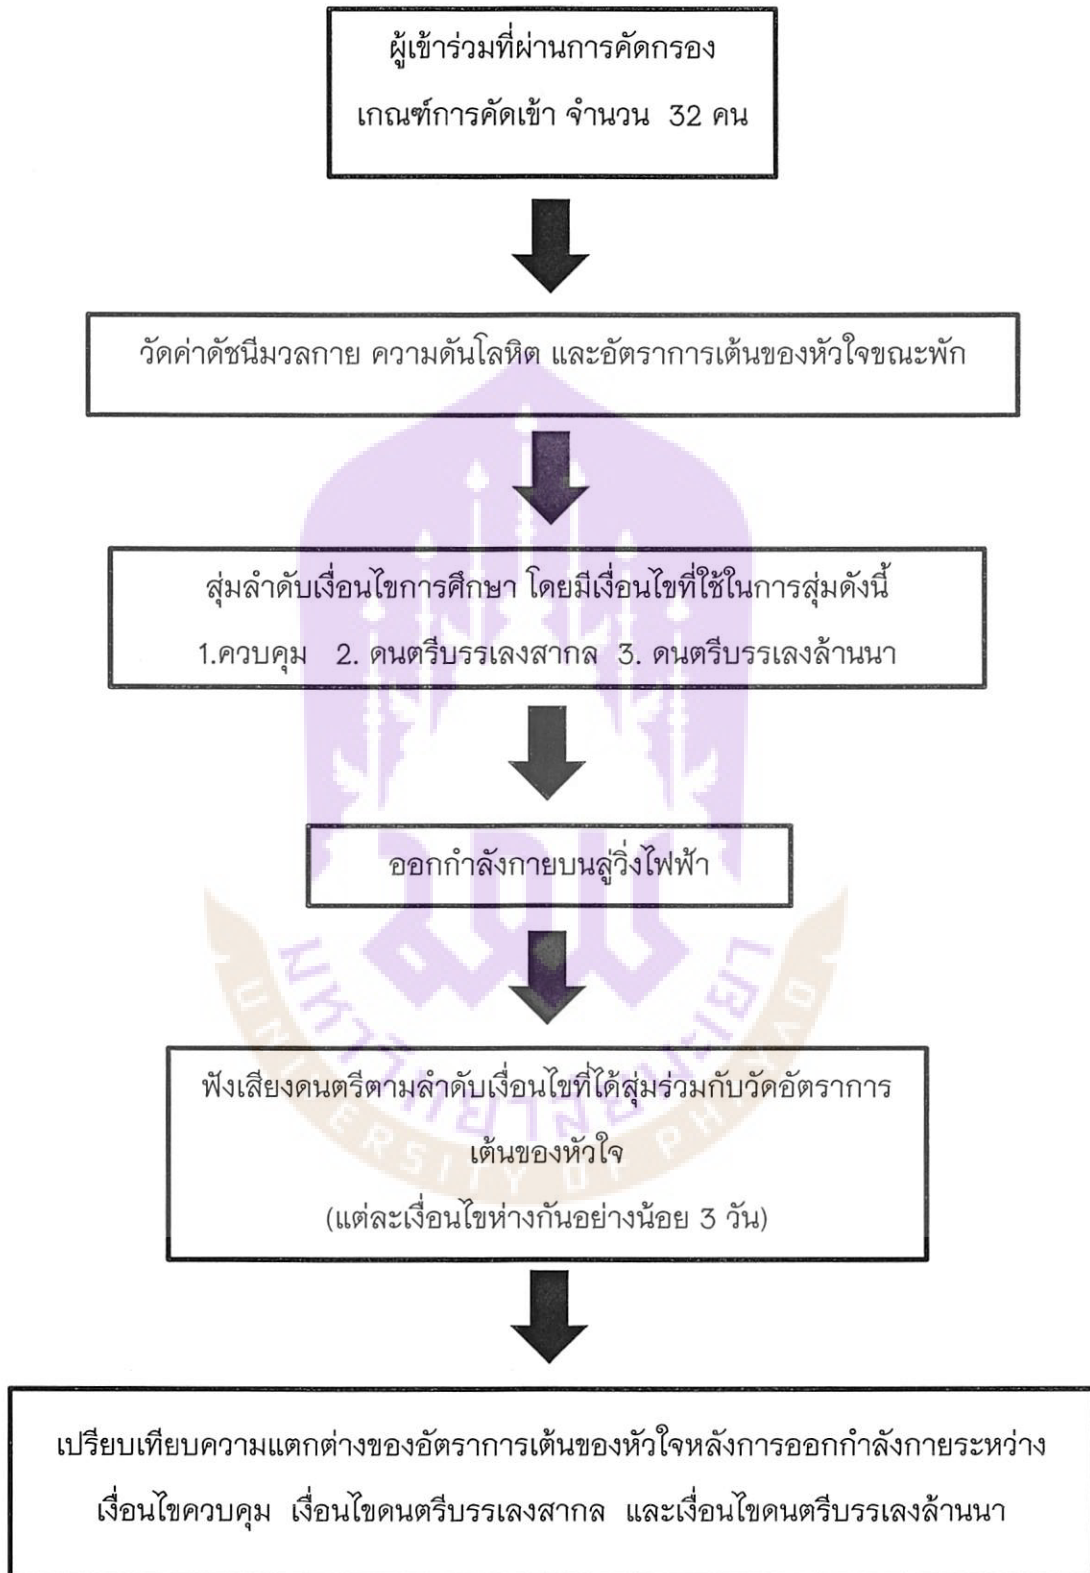 ผู้เข้าร่วมที่ผ่านการคัดกรอง
เกณฑ์การคัดเข้า จำนวน 32 คน
วัดค่าดัชนีมวลกาย ความดันโลหิต และอัตราการเต้นของหัวใจขณะพัก
สุ่มลำดับเงื่อนไขการศึกษา โดยมีเงื่อนไขที่ใช้ในการสุ่มดังนี้
1.ควบคุม 2. ดนตรีบรรเลงสากล 3. ดนตรีบรรเลงล้านนา
ออกกำลังกายบนลู่วิ่งไฟฟ้า
ฟังเสียงดนตรีตามลำดับเงื่อนไขที่ได้สุ่มร่วมกับวัดอัตราการ
เต้นของหัวใจ
(แต่ละเงื่อนไขห่างกันอย่างน้อย 3 วัน)
เปรียบเทียบความแตกต่างของอัตราการเต้นของหัวใจหลังการออกกำลังกายระหว่าง
เงื่อนไขควบคุม เงื่อนไขดนตรีบรรเลงสากล และเงื่อนไขดนตรีบรรเลงล้านนา
มหาวิทยาลัยพะเยา
UNIVERSITY OF PHAYAO